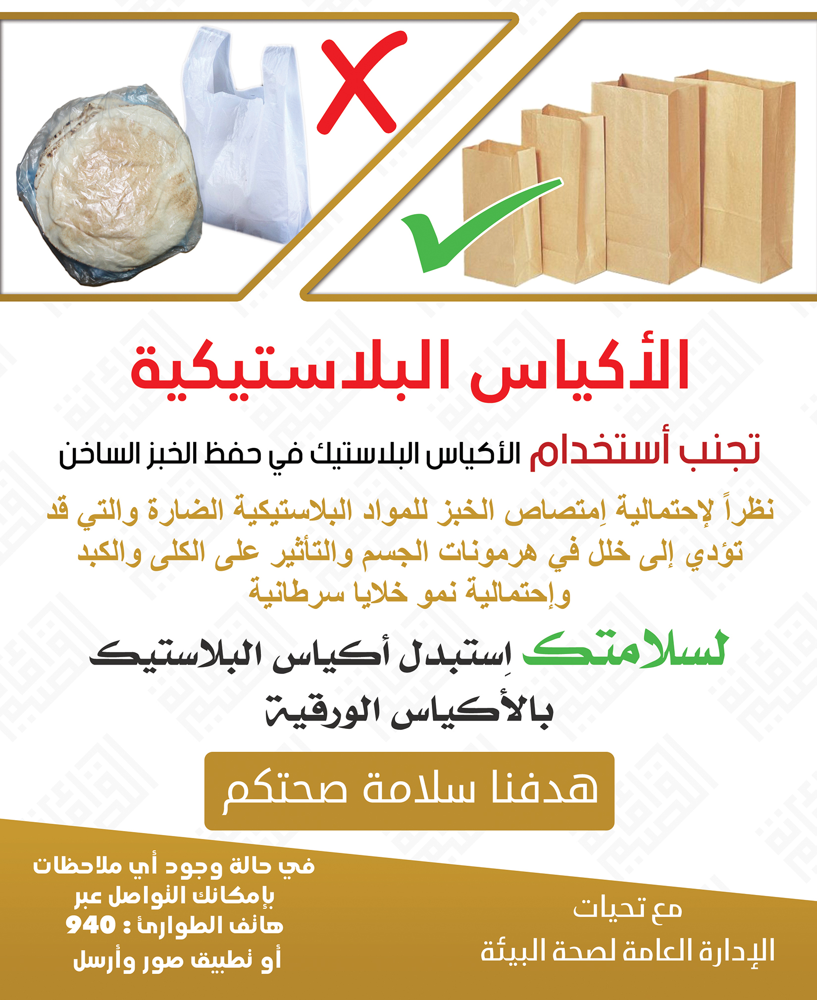 الأكياس البلاستيكية
تجنب أستخدام الأكياس البلاستيك في حفظ الخبز الساخن
نظراً لإحتمالية اِمتصاص الخبز للمواد البلاستيكية الضارة والتي قد
تؤدي إلى خلل في هرمونات الجسم والتأثير على الكلى والكبد
وإحتمالية نمو خلايا سرطانية
لسلامتك اِستبدل أكياس البلاستيك
بالأكياس الورقية
هدفنا سلامة صحتكم
مع تحيات
الإدارة العامة لصحة البيئة
في حالة وجود أي ملاحظات
بإمكانك التواصل عبر
هاتف الطوارئ : 940
أو تطبيق صور وأرسل